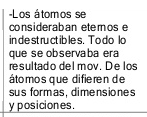 -Los átomos se
consideraban eternos e
indestructibles. Todo lo
que se observaba era
resultado del mov. De los
átomos que difieren de
sus formas, dimensiones
y posiciones.